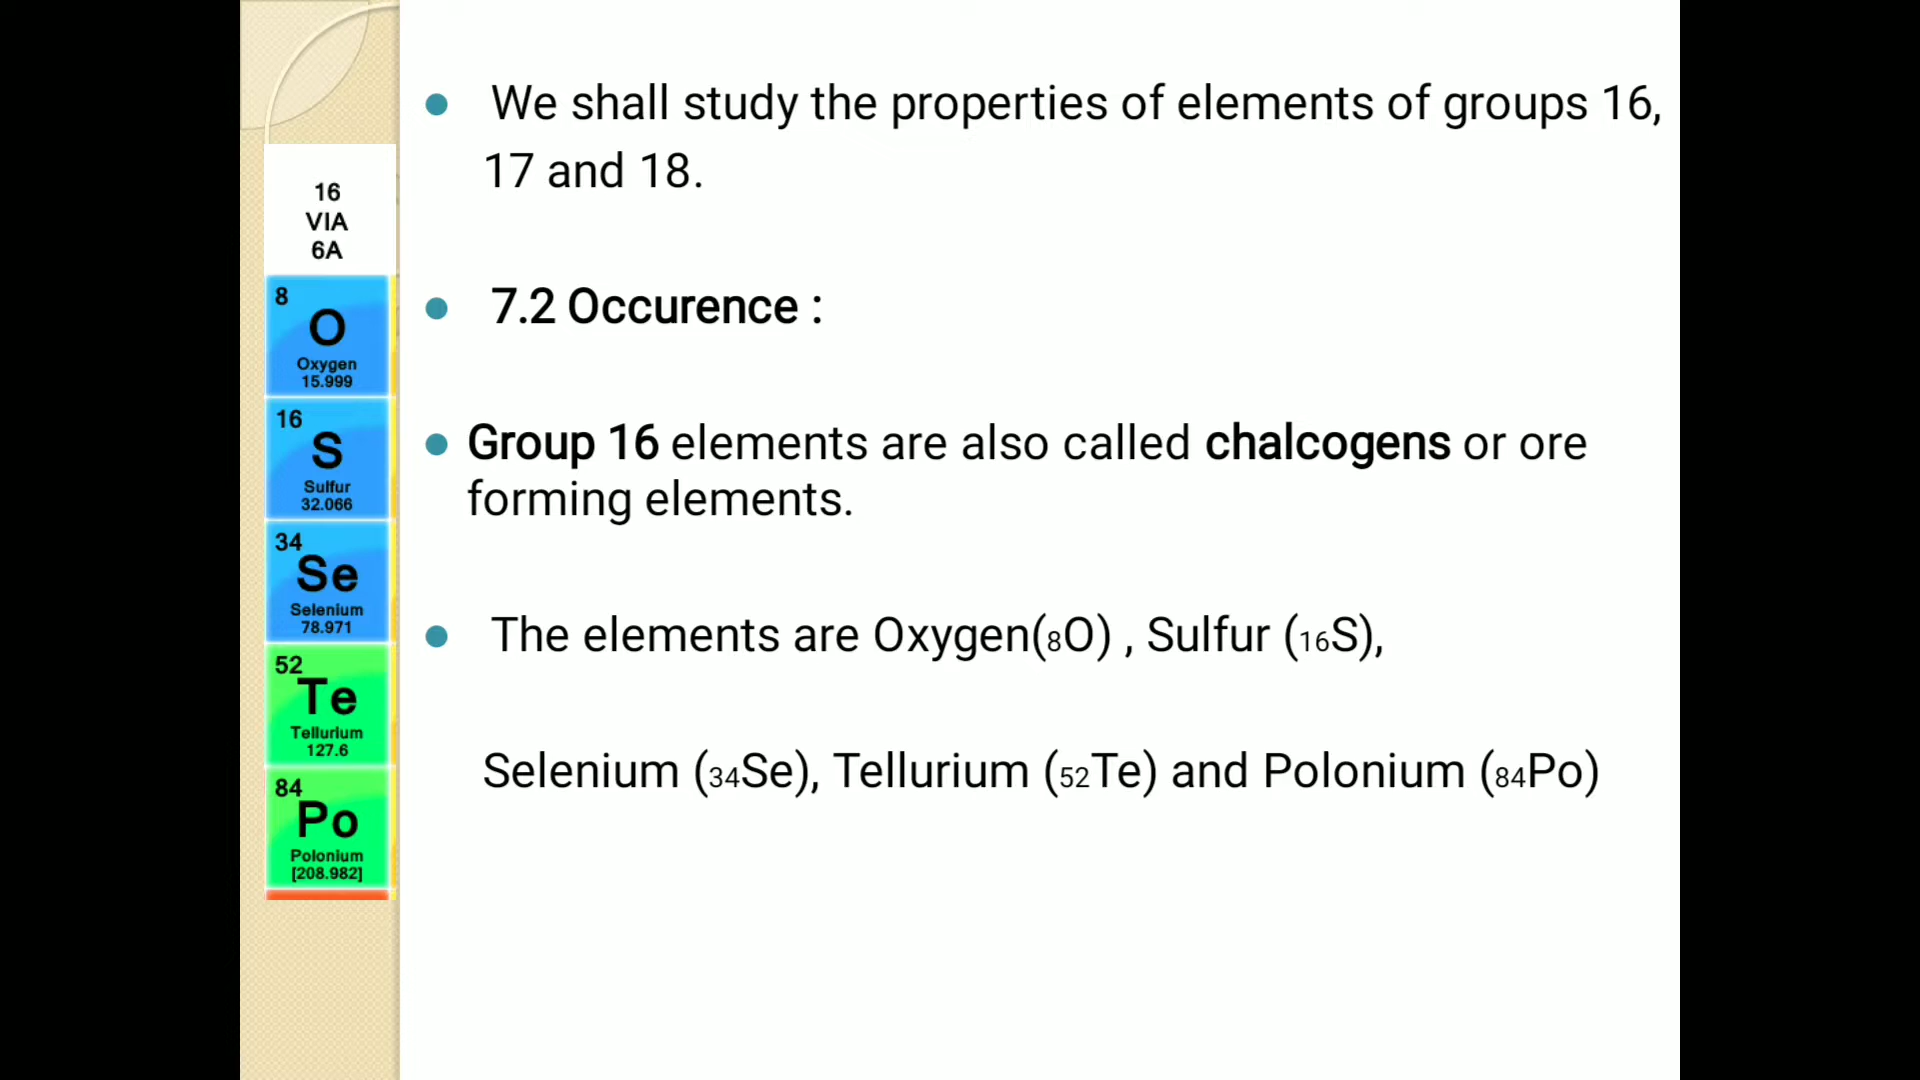 16
VIA
6A
8
O
Oxygen
15.999
16
S
Sulfur
32.066
34
Se
Selenium
78.971
52
Te
Tellurium
127.6
84
Po
Polonium
[208.982]
We shall study the properties of elements of groups 16,
17 and 18.
7.2 Occurence :
Group 16 elements are also called chalcogens or ore
forming elements.
The elements are Oxygen(₈O) , Sulfur (₁₆S),
Selenium (₃₄Se), Tellurium (₅₂Te) and Polonium (₈₄Po)